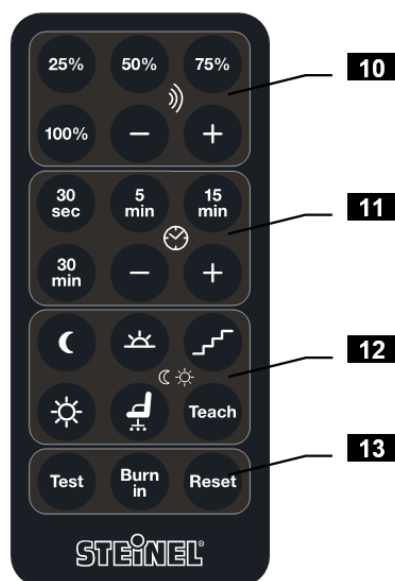 25% 50% 75%
10
100% − +
30 sec 5 min 15 min
11
30 min − +
12
Teach
13
Test Burn in Reset
STEINEL®